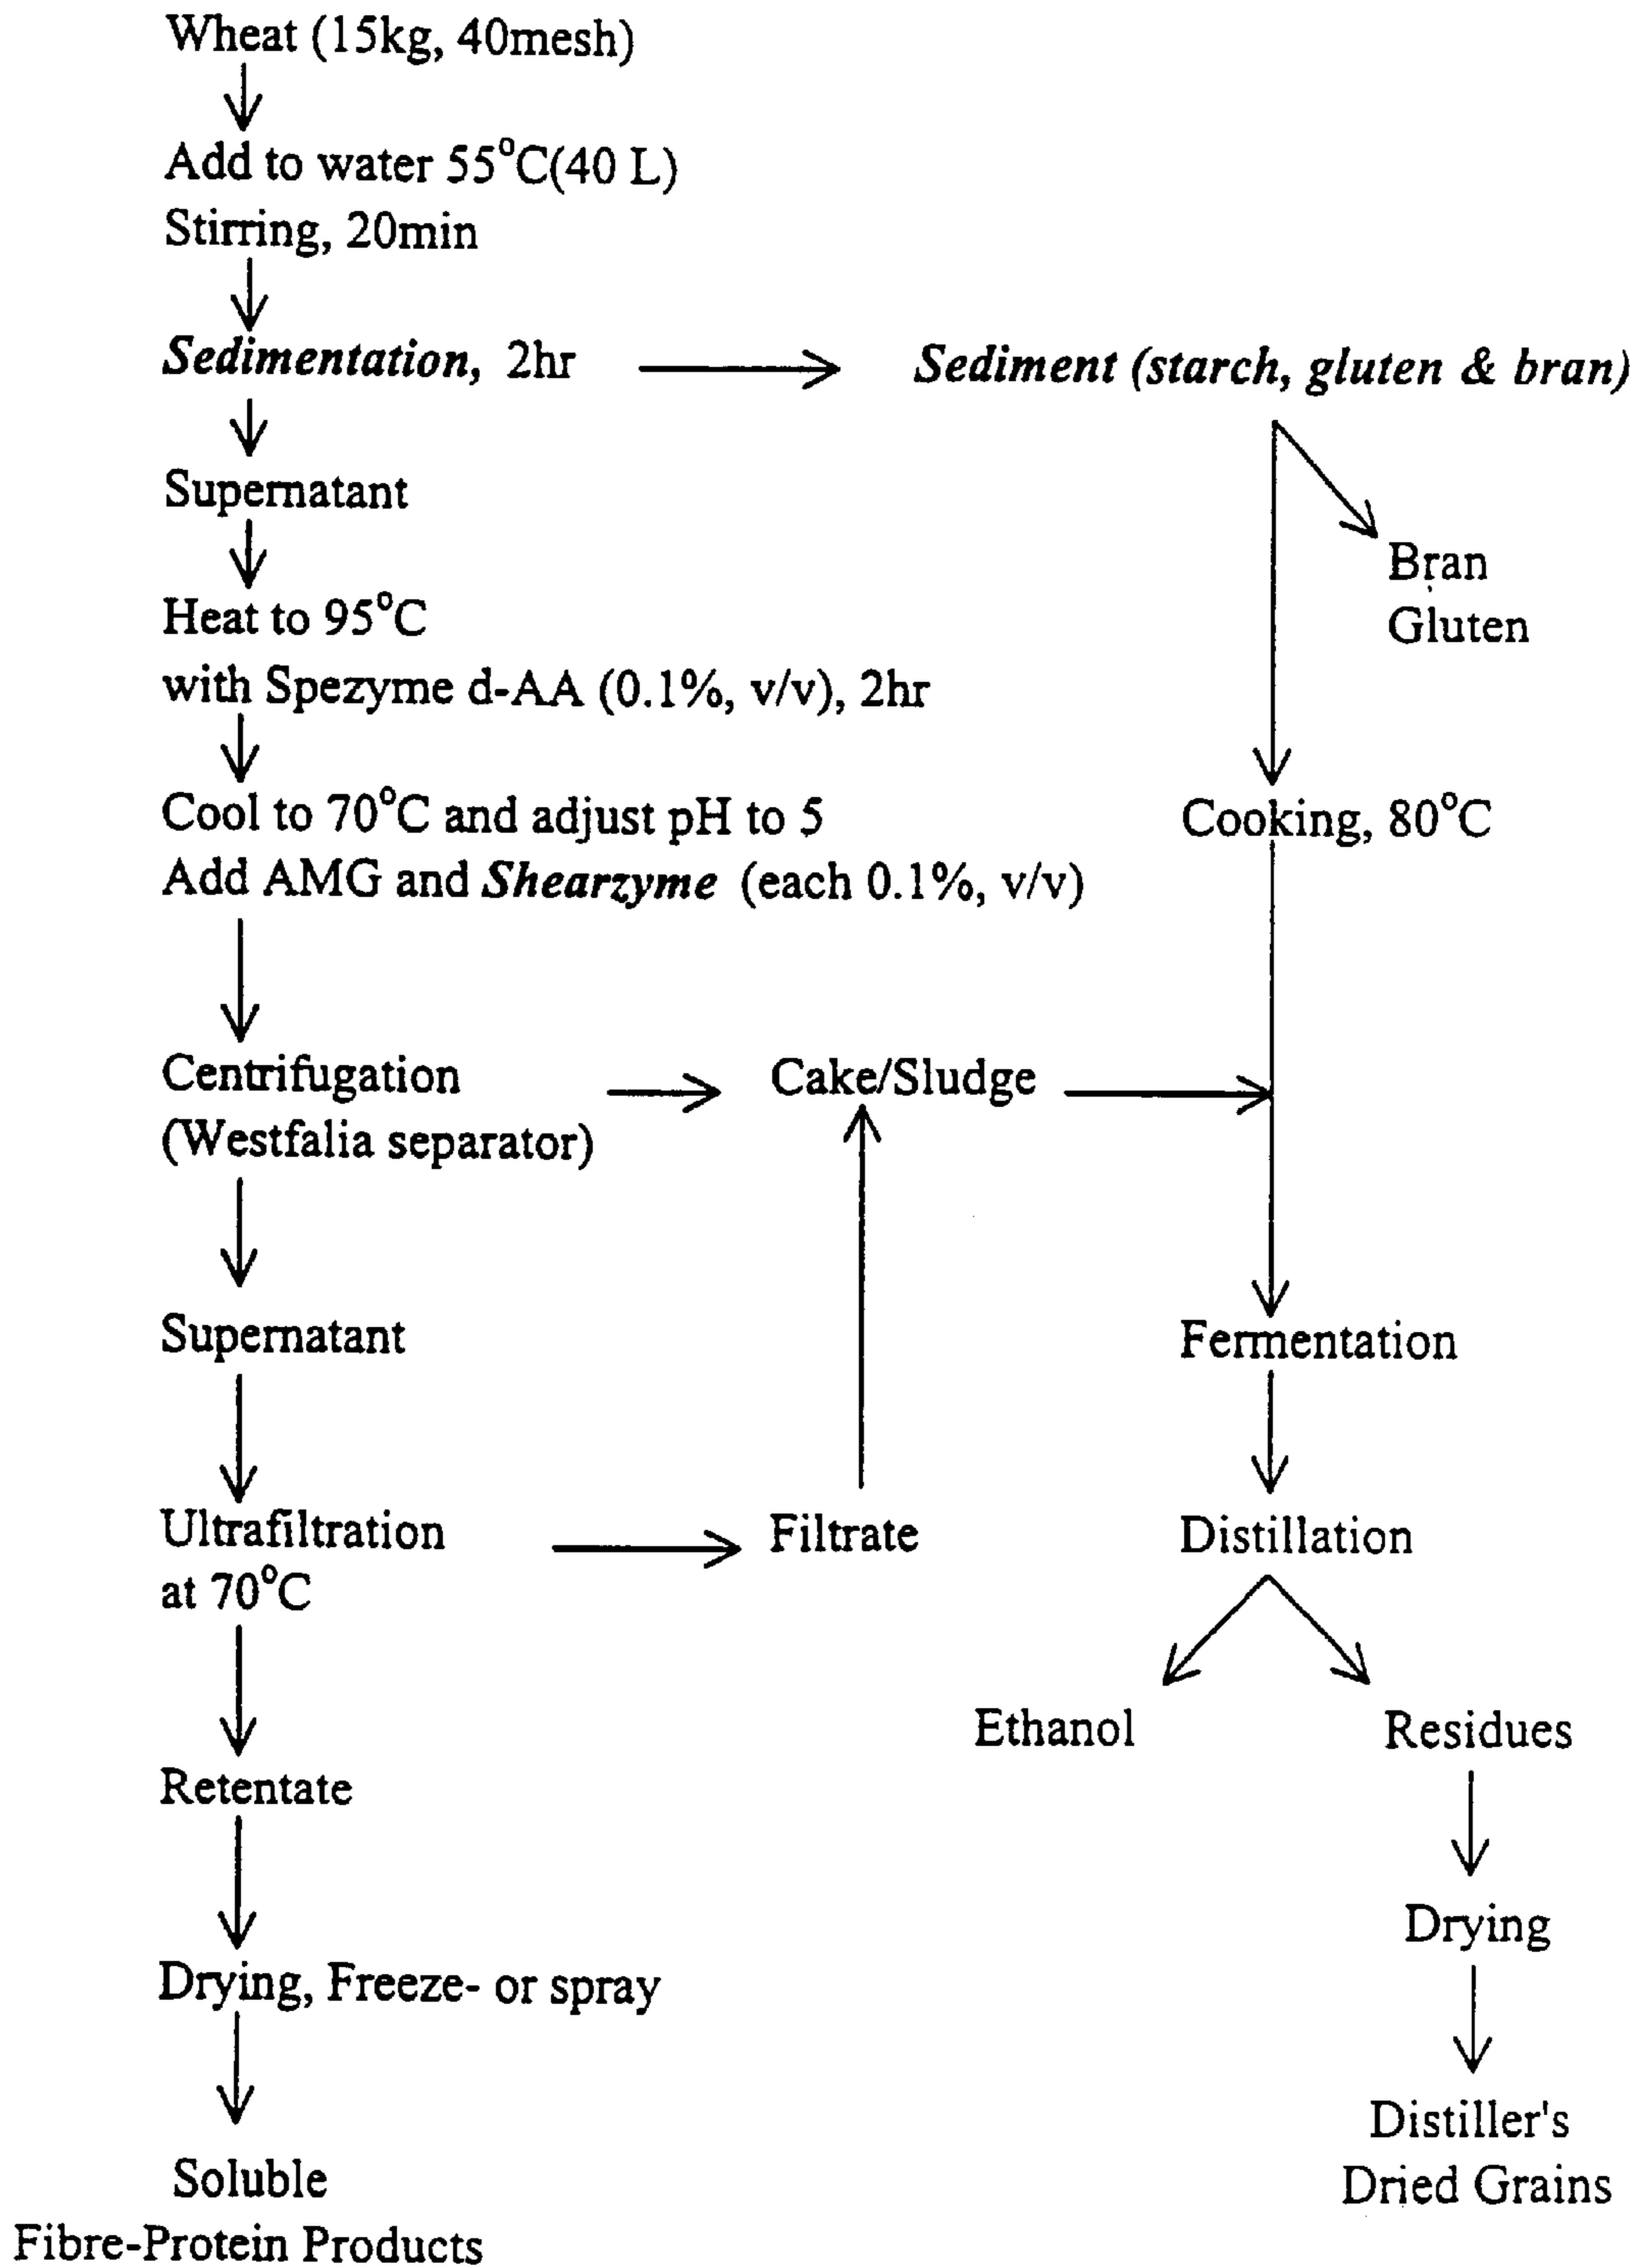 Wheat (15kg, 40mesh)
Add to water 55°C(40 L)
Stirring, 20min
Sedimentation, 2hr
Sediment (starch, gluten & bran)
Supernatant
Bran
Gluten
Heat to 95°C
with Spezyme d-AA (0.1%, v/v), 2hr
Cool to 70°C and adjust pH to 5
Add AMG and Shearzyme (each 0.1%, v/v)
Cooking, 80°C
Centrifugation
(Westfalia separator)
Cake/Sludge
Supernatant
Fermentation
Ultrafiltration
at 70°C
Filtrate
Distillation
Ethanol
Residues
Retentate
Drying
Drying, Freeze- or spray
Distiller's
Dried Grains
Soluble
Fibre-Protein Products